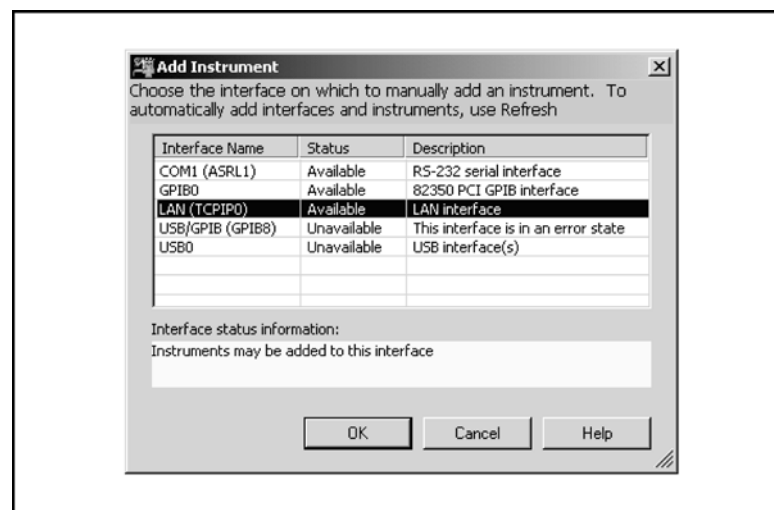 Add Instrument
Choose the interface on which to manually add an instrument. To
automatically add interfaces and instruments, use Refresh
Interface Name Status Description
COM1 (ASRL1) Available RS-232 serial interface
GPIB0 Available 82350 PCI GPIB interface
LAN (TCPIP0) Available LAN interface
USB/GPIB (GPIB8) Unavailable This interface is in an error state
USB0 Unavailable USB interface(s)
Interface status information:
Instruments may be added to this interface
OK Cancel Help